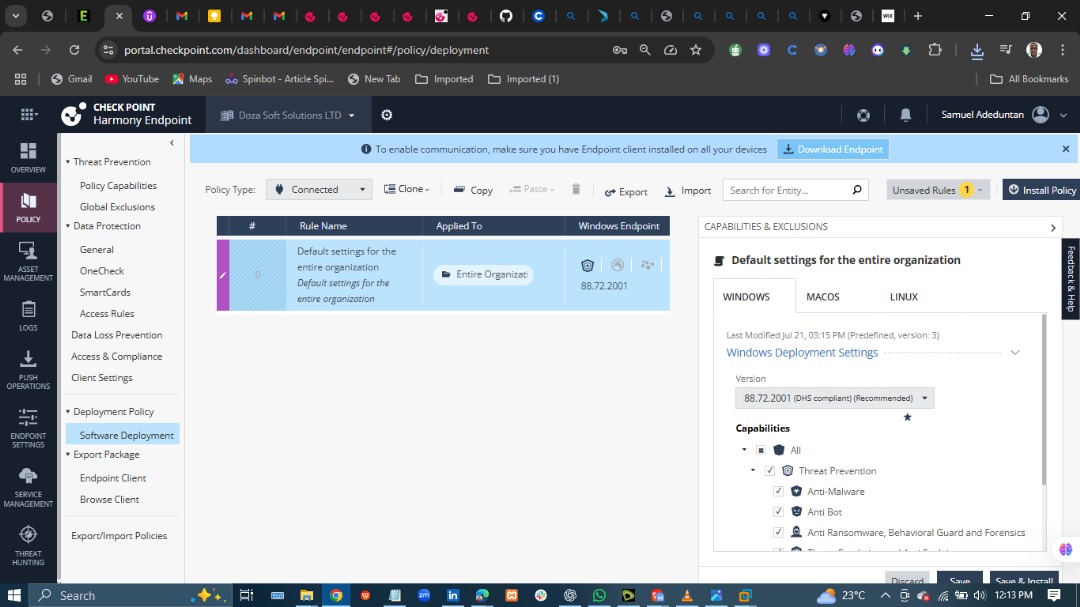 portal.checkpoint.com/dashboard/endpoint/endpoint#/policy/deployment
Gmail
YouTube
Maps
Spinbot - Article Spi...
New Tab
Imported
Imported (1)
All Bookmarks
CHECK POINT
Harmony Endpoint
Doza Soft Solutions LTD
Samuel Adeduntan
OVERVIEW
POLICY
ASSET
MANAGEMENT
LOGS
PUSH
OPERATIONS
ENDPOINT
SETTINGS
SERVICE
MANAGEMENT
THREAT
HUNTING
Threat Prevention
Policy Capabilities
Global Exclusions
Data Protection
General
OneCheck
SmartCards
Access Rules
Data Loss Prevention
Access & Compliance
Client Settings
Deployment Policy
Software Deployment
Export Package
Endpoint Client
Browse Client
Export/Import Policies
To enable communication, make sure you have Endpoint client installed on all your devices
Download Endpoint
Policy Type:
Connected
Clone
Copy
Paste
Export
Import
Search for Entity...
Unsaved Rules 1
Install Policy
# Rule Name Applied To Windows Endpoint
0
Default settings for the
entire organization
Default settings for the
entire organization
Entire Organizati
88.72.2001
CAPABILITIES & EXCLUSIONS
Default settings for the entire organization
WINDOWS MACOS LINUX
Last Modified Jul 21, 03:15 PM (Predefined, version: 3)
Windows Deployment Settings
Version
88.72.2001 (DHS compliant) (Recommended)
Capabilities
All
Threat Prevention
Anti-Malware
Anti Bot
Anti Ransomware, Behavioral Guard and Forensics
Discard
Save
Save & Install
Feedback & Help
Search
23°C
12:13 PM